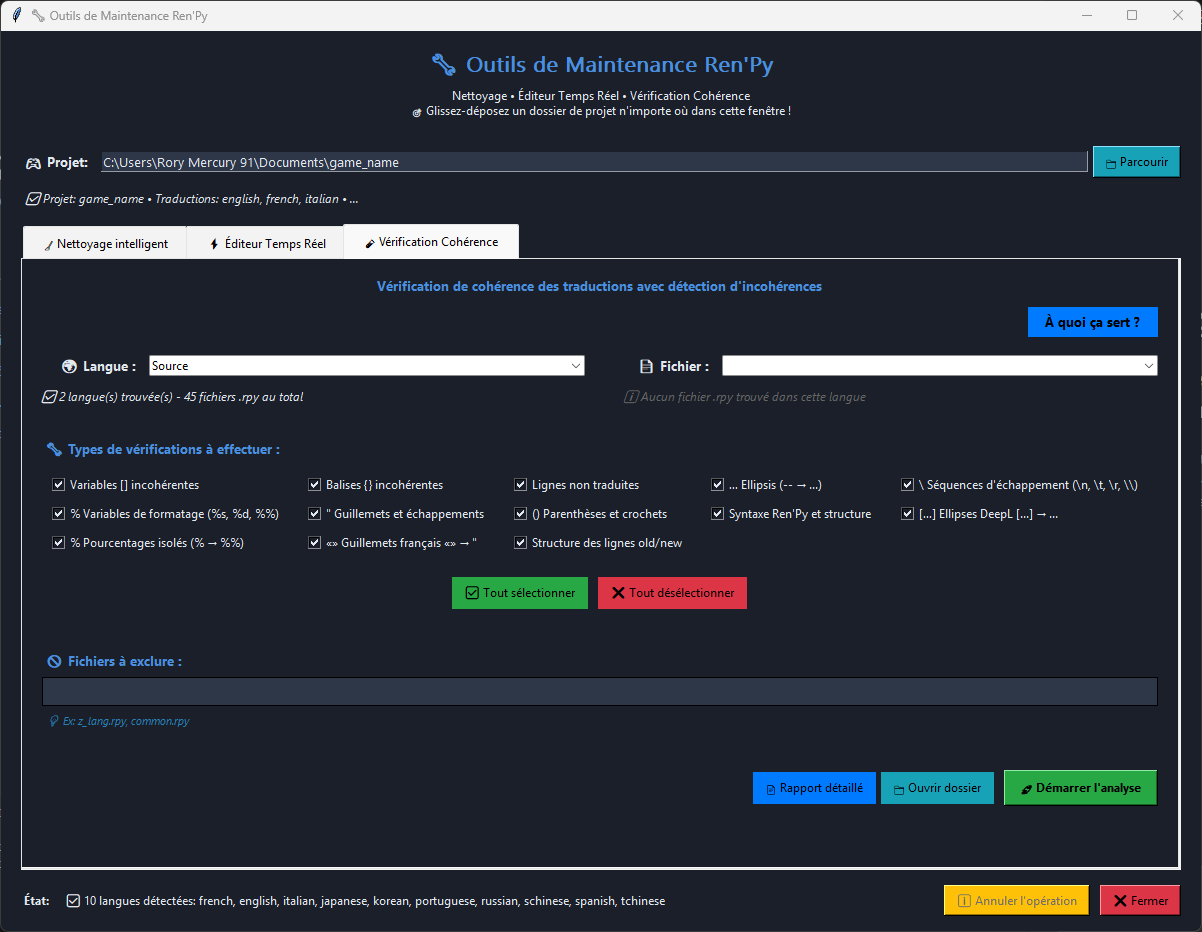 Outils de Maintenance Ren'Py
Outils de Maintenance Ren'Py
Nettoyage • Éditeur Temps Réel • Vérification Cohérence
Glissez-déposez un dossier de projet n'importe où dans cette fenêtre !
Projet: C:\Users\Rory Mercury 91\Documents\game_name Parcourir
Projet: game_name • Traductions: english, french, italian • ...
Nettoyage intelligent Éditeur Temps Réel Vérification Cohérence
Vérification de cohérence des traductions avec détection d'incohérences
À quoi ça sert ?
Langue : Source Fichier :
2 langue(s) trouvée(s) - 45 fichiers .rpy au total Aucun fichier .rpy trouvé dans cette langue
Types de vérifications à effectuer :
Variables [] incohérentes Balises {} incohérentes Lignes non traduites ... Ellipsis (-- → ...) \ Séquences d'échappement (\n, \t, \r, \\)
% Variables de formatage (%s, %d, %%) " Guillemets et échappements () Parenthèses et crochets Syntaxe Ren'Py et structure [...] Ellipses DeepL [...] → ...
% Pourcentages isolés (% → %%) «» Guillemets français «» → " Structure des lignes old/new
Tout sélectionner Tout désélectionner
Fichiers à exclure :
Ex: z_lang.rpy, common.rpy
Rapport détaillé Ouvrir dossier Démarrer l'analyse
État: 10 langues détectées: french, english, italian, japanese, korean, portuguese, russian, schinese, spanish, tchinese Annuler l'opération Fermer